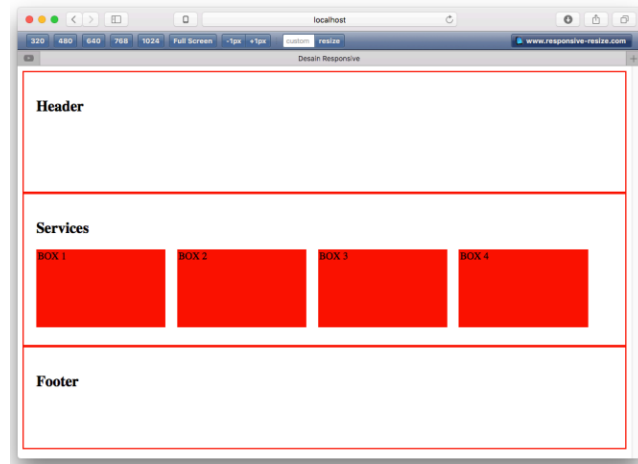 localhost
320 480 640 768 1024 Full Screen -1px +1px custom resize www.responsive-resize.com
Desain Responsive
Header
Services
BOX 1 BOX 2 BOX 3 BOX 4
Footer